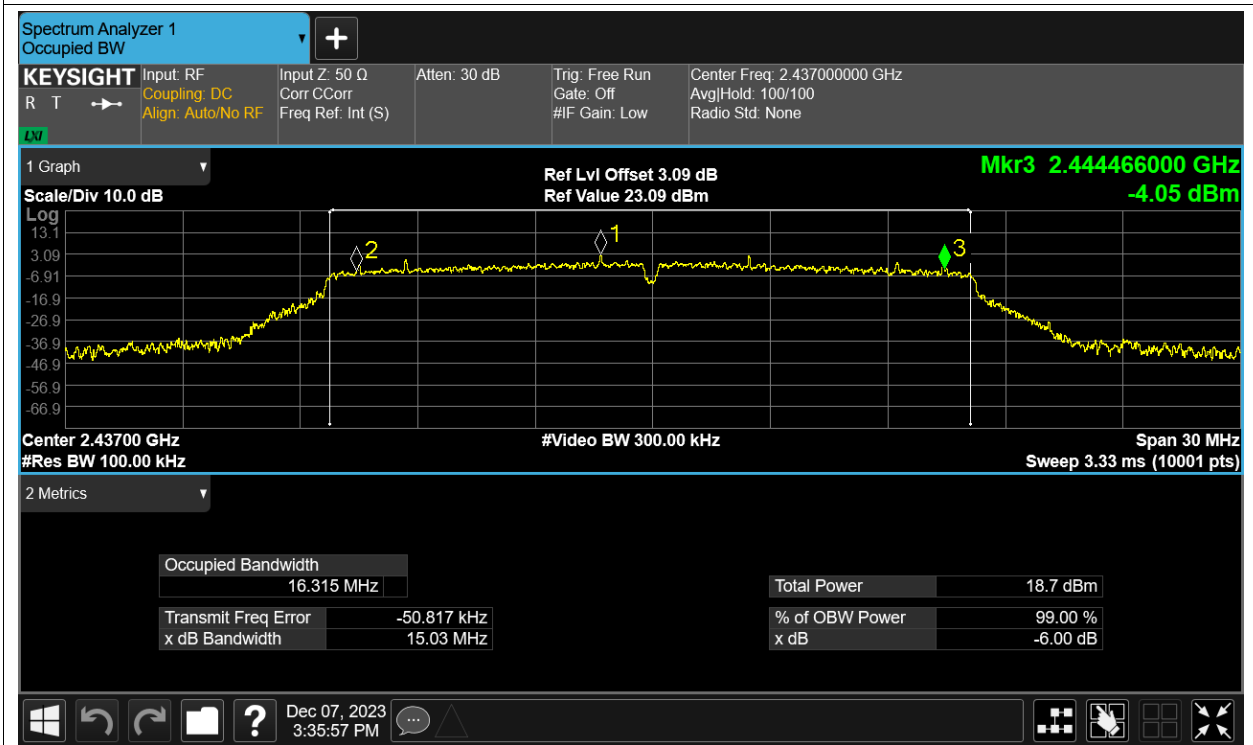 Spectrum Analyzer 1
Occupied BW
KEYSIGHT
R T
LXI
Input: RF
Coupling: DC
Align: Auto/No RF
Input Z: 50 Ω
Corr CCorr
Freq Ref: Int (S)
Atten: 30 dB
Trig: Free Run
Gate: Off
#IF Gain: Low
Center Freq: 2.437000000 GHz
Avg|Hold: 100/100
Radio Std: None
1 Graph
Scale/Div 10.0 dB
Ref Lvl Offset 3.09 dB
Ref Value 23.09 dBm
Mkr3 2.444466000 GHz
-4.05 dBm
Log
13.1
3.09
-6.91
-16.9
-26.9
-36.9
-46.9
-56.9
-66.9
2
1
3
Center 2.43700 GHz
#Res BW 100.00 kHz
#Video BW 300.00 kHz
Span 30 MHz
Sweep 3.33 ms (10001 pts)
2 Metrics
Occupied Bandwidth
16.315 MHz
Transmit Freq Error -50.817 kHz
x dB Bandwidth 15.03 MHz
Total Power 18.7 dBm
% of OBW Power 99.00 %
x dB -6.00 dB
?
Dec 07, 2023
3:35:57 PM